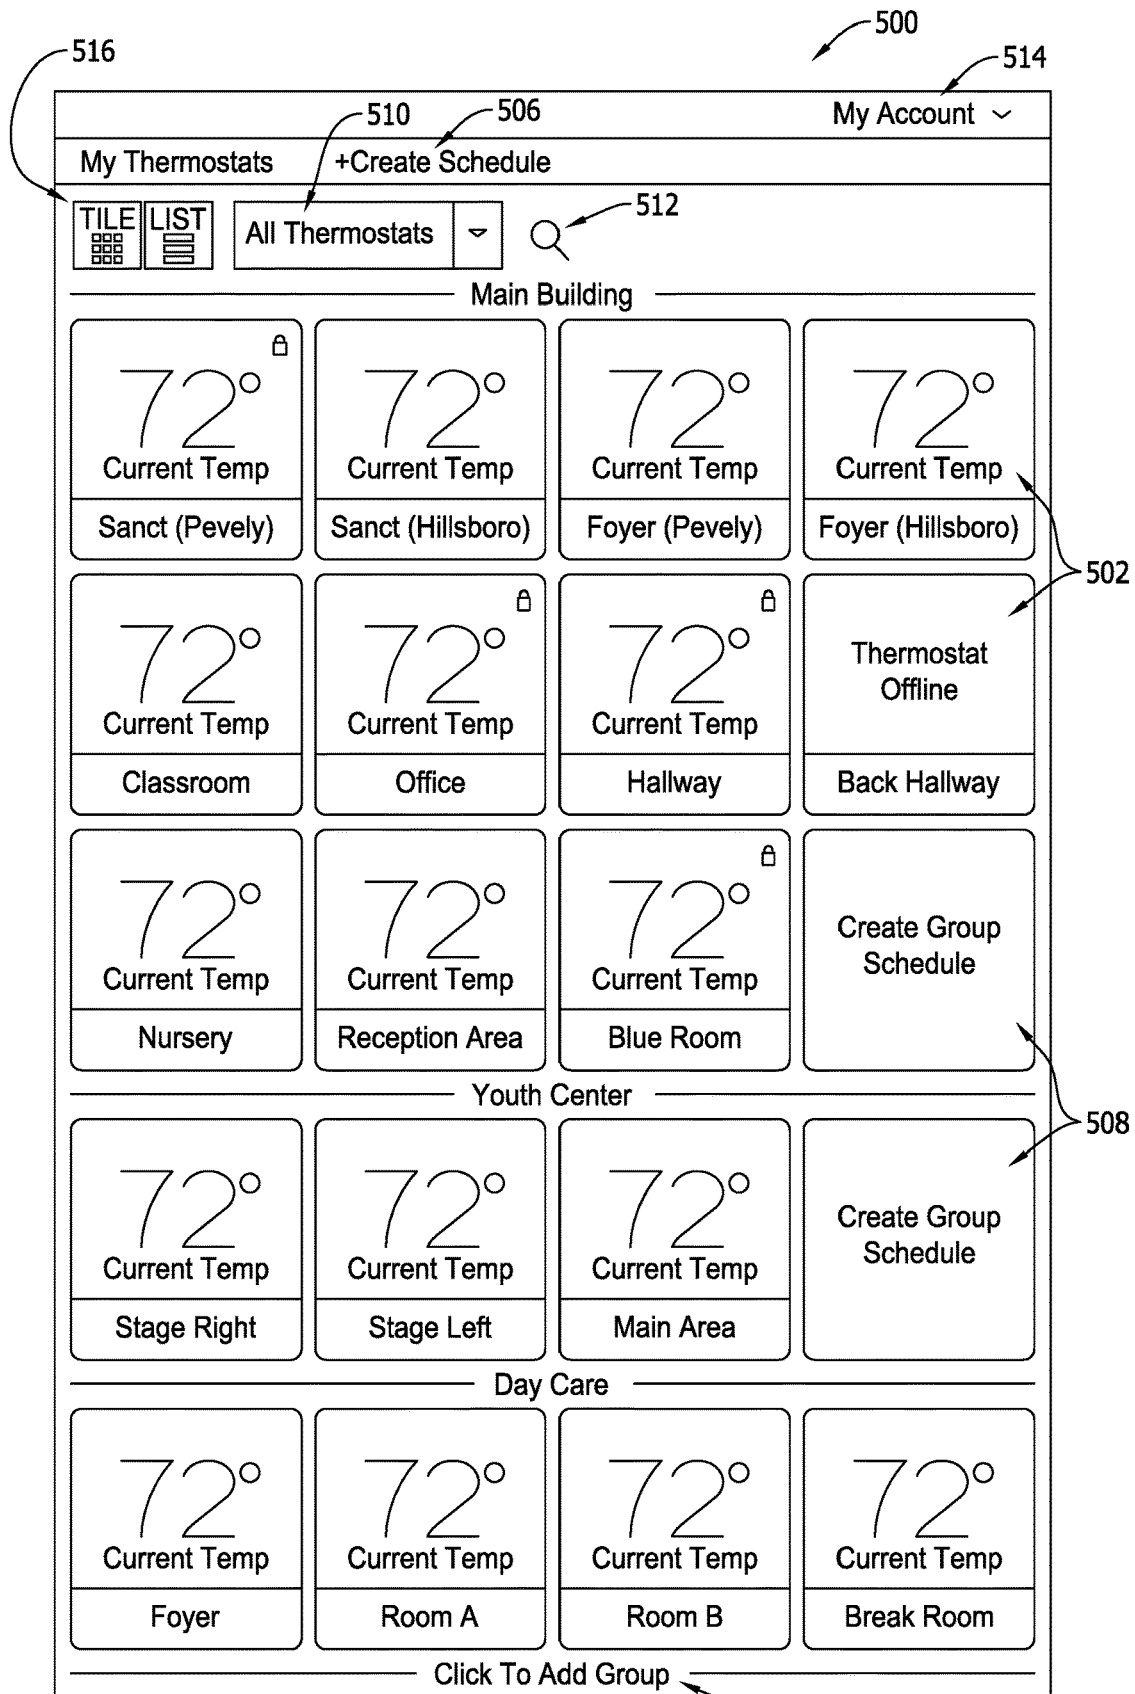 500
516
514
My Account
510
506
My Thermostats +Create Schedule
512
TILE LIST
All Thermostats
Main Building
72° 72° 72° 72°
Current Temp Current Temp Current Temp Current Temp
Sanct (Pevely) Sanct (Hillsboro) Foyer (Pevely) Foyer (Hillsboro)
502
72° 72° 72° Thermostat
Offline
Current Temp Current Temp Current Temp
Classroom Office Hallway Back Hallway
72° 72° 72° Create Group
Schedule
Current Temp Current Temp Current Temp
Nursery Reception Area Blue Room
Youth Center
508
72° 72° 72° Create Group
Schedule
Current Temp Current Temp Current Temp
Stage Right Stage Left Main Area
Day Care
72° 72° 72° 72°
Current Temp Current Temp Current Temp Current Temp
Foyer Room A Room B Break Room
Click To Add Group